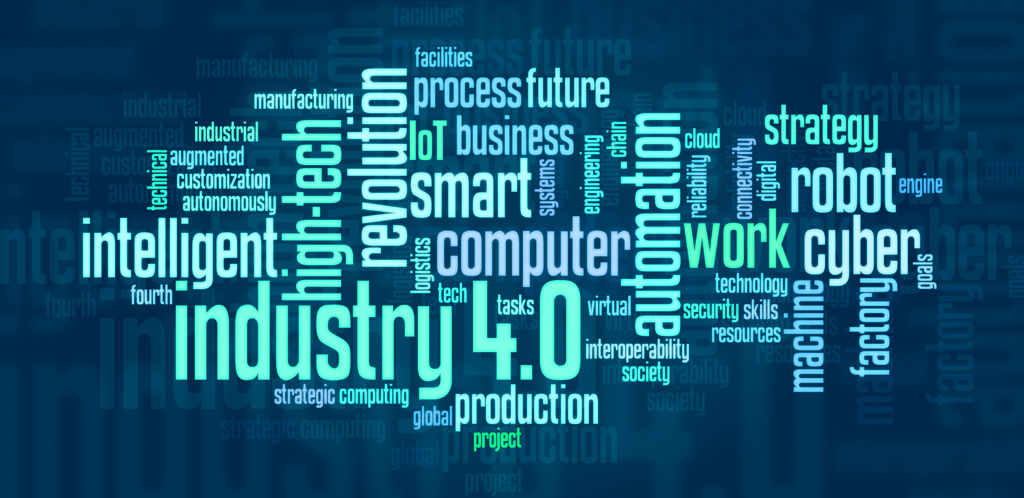 facilities
process future
manufacturing
revolution
IoT business
industrial
high-tech
augmented
technical
customization
autonomously
smart
systems
engineering
chain
automation
cloud
reliability
connectivity
digital
strategy
robot
engine
intelligent
logistics
computer
work
cyber
goals
fourth
industry 4.0
tech
tasks
virtual
technology
security skills
resources
machine
factory
interoperability
society
strategic computing
global
production
project